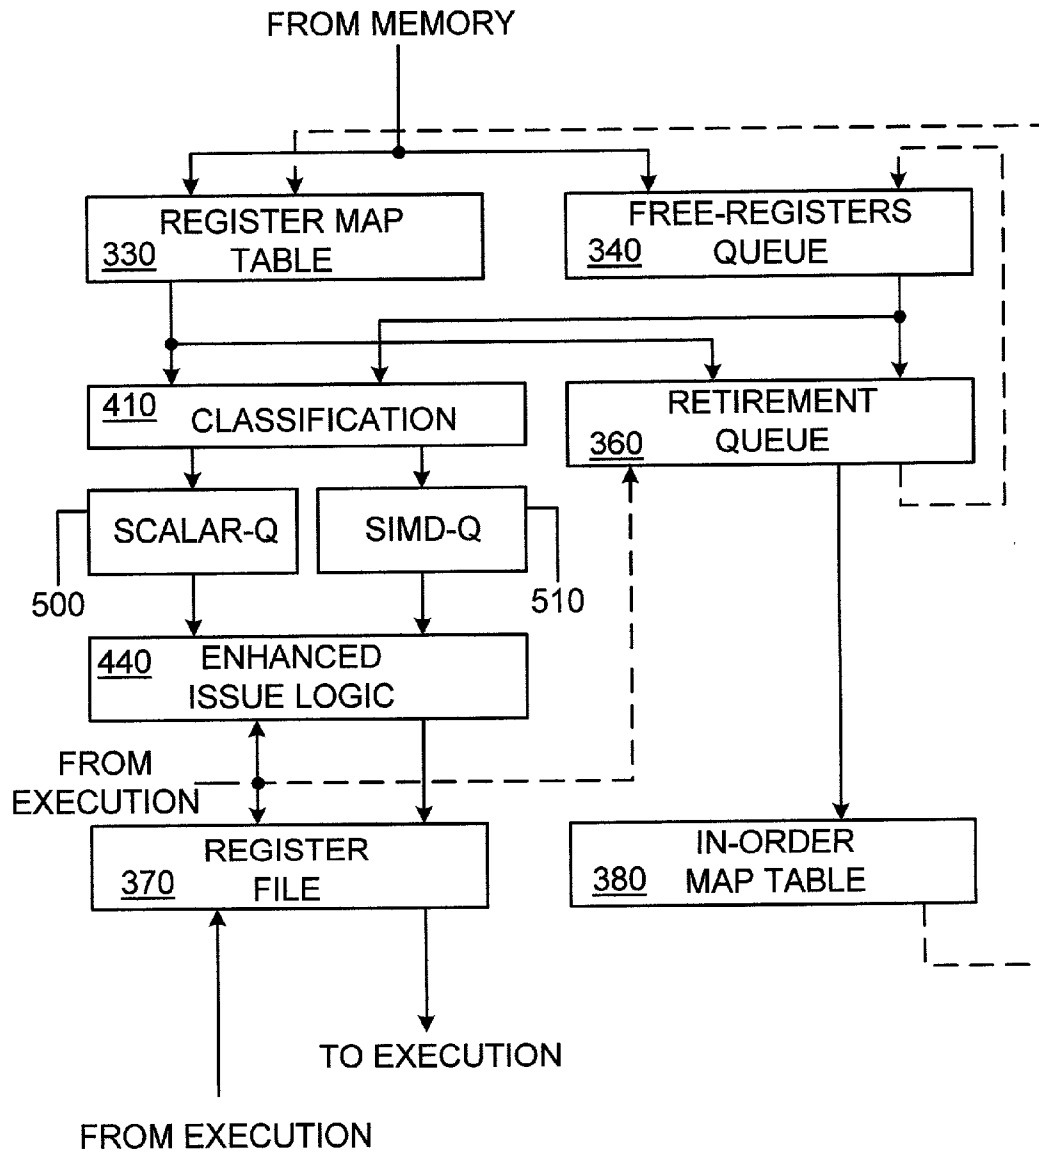 FROM MEMORY
REGISTER MAP
330 TABLE
FREE-REGISTERS
340 QUEUE
410 CLASSIFICATION
RETIREMENT
360 QUEUE
SCALAR-Q
SIMD-Q
500
510
440 ENHANCED
ISSUE LOGIC
FROM
EXECUTION
REGISTER
370 FILE
IN-ORDER
380 MAP TABLE
TO EXECUTION
FROM EXECUTION